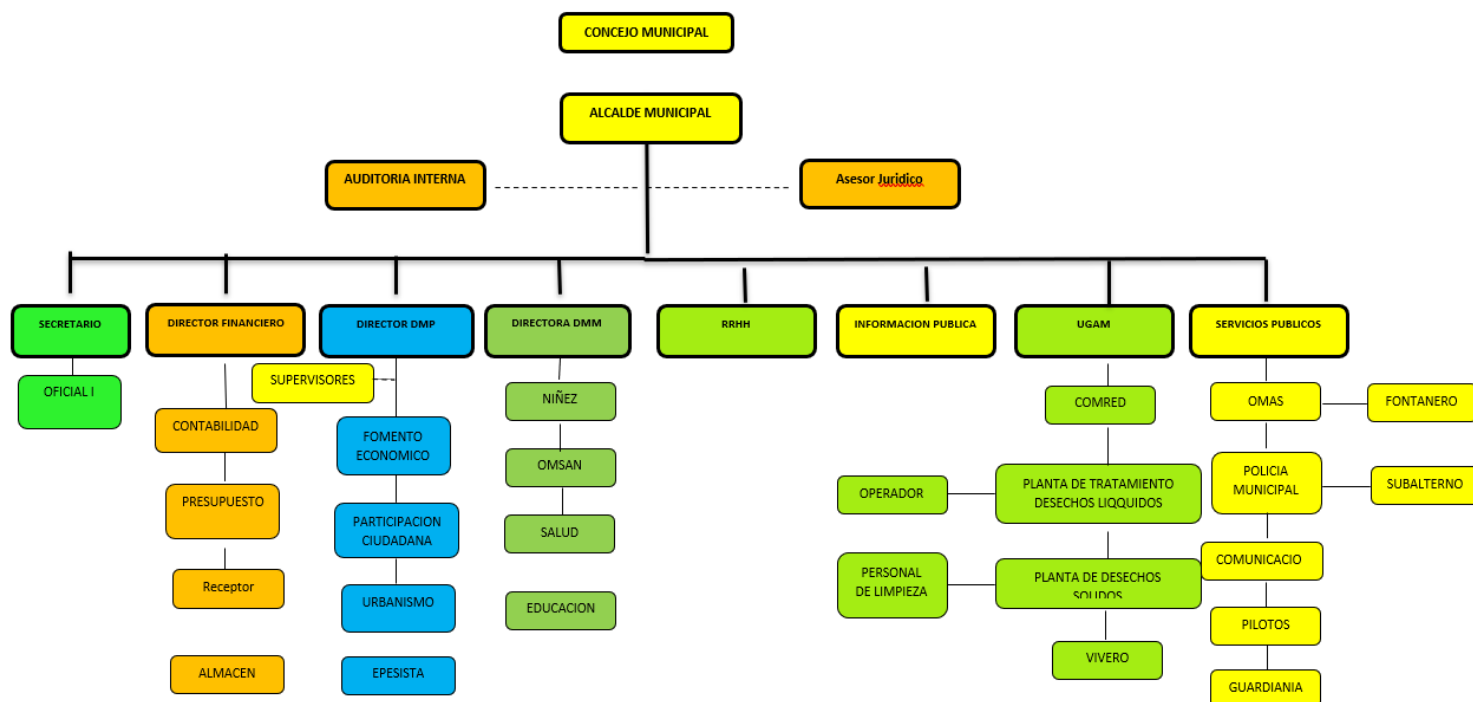 CONCEJO MUNICIPAL
ALCALDE MUNICIPAL
AUDITORIA INTERNA
Asesor Juridico
SECRETARIO
DIRECTOR FINANCIERO
DIRECTOR DMP
DIRECTORA DMM
RRHH
INFORMACION PUBLICA
UGAM
SERVICIOS PUBLICOS
OFICIAL I
SUPERVISORES
NIÑEZ
COMRED
OMAS
FONTANERO
CONTABILIDAD
FOMENTO
ECONOMICO
OMSAN
OPERADOR
PLANTA DE TRATAMIENTO
DESECHOS LIQQUIDOS
POLICIA
MUNICIPAL
SUBALTERNO
PRESUPUESTO
PARTICIPACION
CIUDADANA
SALUD
PERSONAL
DE LIMPIEZA
PLANTA DE DESECHOS
SOLIDOS
COMUNICACIO
Receptor
URBANISMO
EDUCACION
VIVERO
PILOTOS
ALMACEN
EPESISTA
GUARDIANIA